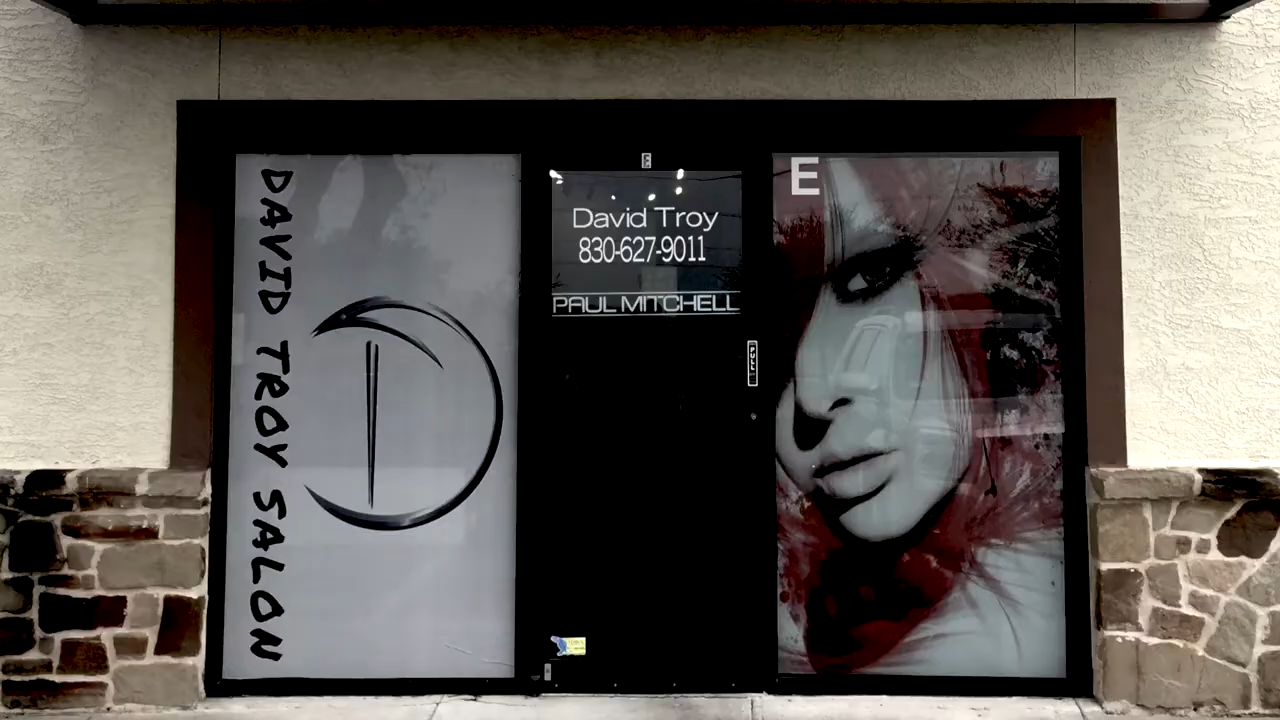 DAVID TROY SALON
E
David Troy
830-627-9011
PAUL MITCHELL
PULL
E